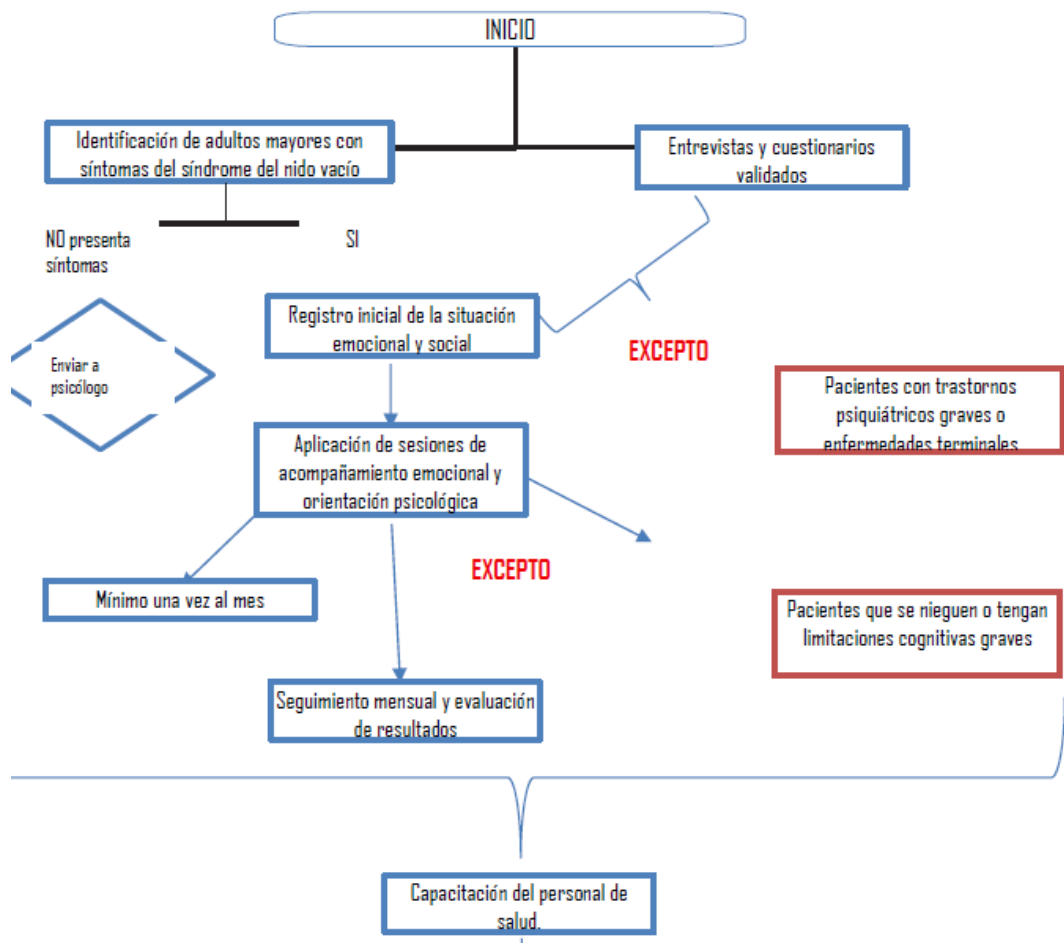 INICIO
Identificación de adultos mayores con
síntomas del síndrome del nido vacío
Entrevistas y cuestionarios
validados
NO presenta
síntomas
SI
Registro inicial de la situación
emocional y social
EXCEPTO
Enviar a
psicólogo
Pacientes con trastornos
psiquiátricos graves o
enfermedades terminales
Aplicación de sesiones de
acompañamiento emocional y
orientación psicológica
EXCEPTO
Mínimo una vez al mes
Pacientes que se nieguen o tengan
limitaciones cognitivas graves
Seguimiento mensual y evaluación
de resultados
Capacitación del personal de
salud.